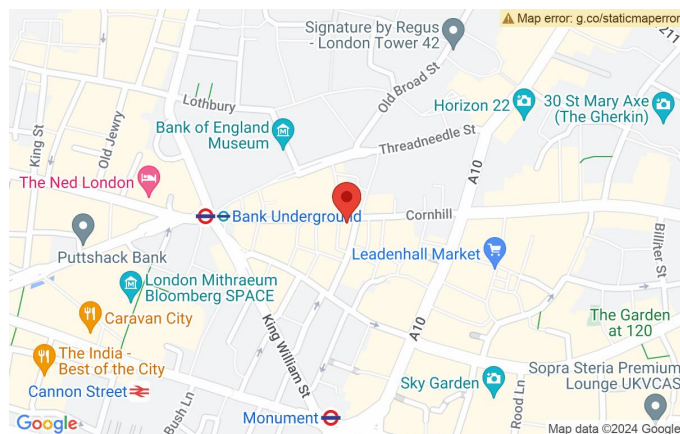 Signature by Regus
- London Tower 42
Map error: g.co/staticmaperror
211
Lothbury
Old Broad St
Horizon 22
30 St Mary Axe
(The Gherkin)
King St
Old Jewry
Bank of England
Museum
Threadneedle St
A10
The Ned London
Bank Underground
Cornhill
Puttshack Bank
Leadenhall Market
Billiter St
London Mithraeum
Bloomberg SPACE
Caravan City
King William St
A10
The Garden
at 120
The India -
Best of the City
Cannon Street
Bush Ln
Sky Garden
Rood Ln
Sopra Steria Premium
Lounge UKVCAS
Monument
Google
Map data ©2024 Google